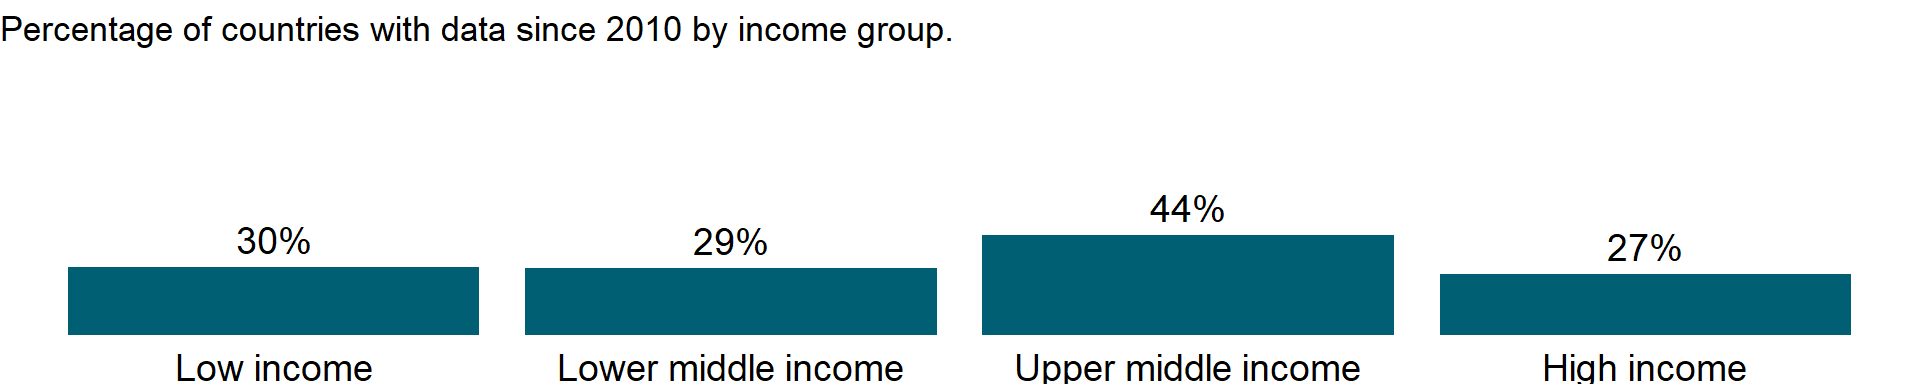 Percentage of countries with data since 2010 by income group.
44%
30%
29%
27%
Low income
Lower middle income
Upper middle income
High income